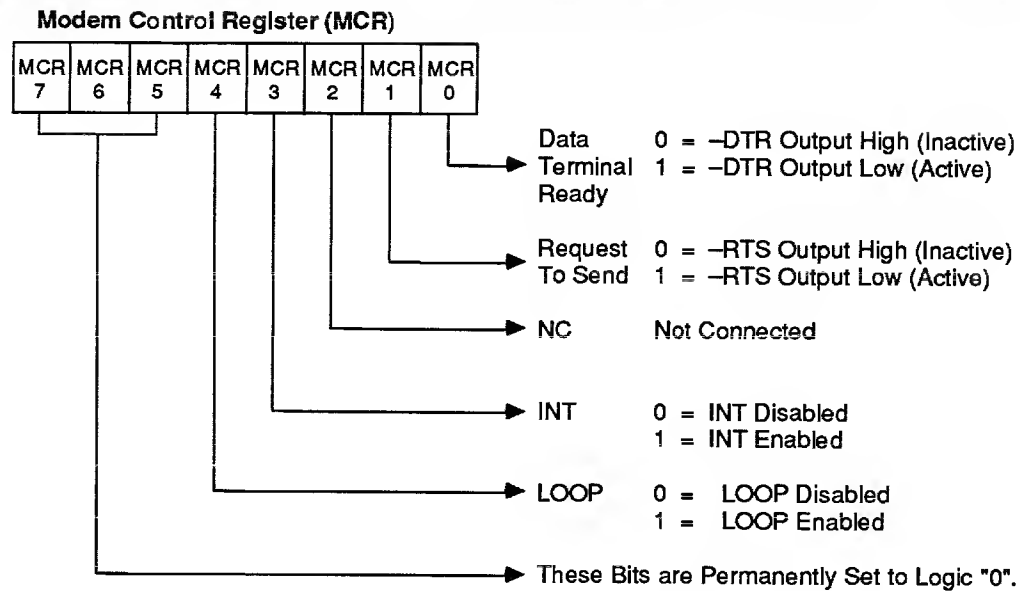 Modem Control Register (MCR)
MCR 7 MCR 6 MCR 5 MCR 4 MCR 3 MCR 2 MCR 1 MCR 0
Data Terminal Ready
0 = –DTR Output High (Inactive)
1 = –DTR Output Low (Active)
Request To Send
0 = –RTS Output High (Inactive)
1 = –RTS Output Low (Active)
NC Not Connected
INT 0 = INT Disabled
1 = INT Enabled
LOOP 0 = LOOP Disabled
1 = LOOP Enabled
These Bits are Permanently Set to Logic "0".